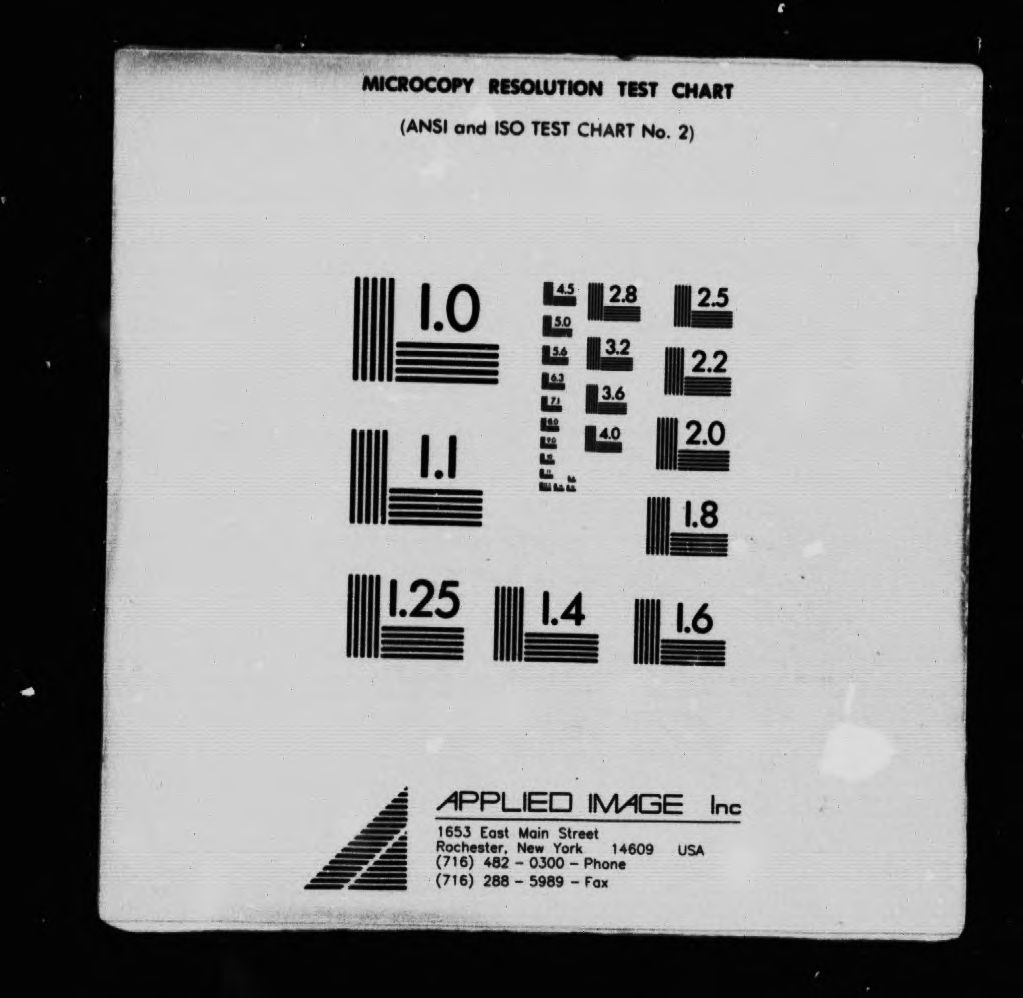 MICROCOPY RESOLUTION TEST CHART
(ANSI and ISO TEST CHART No. 2)
1.0
1.1
1.25
1.4
1.6
1.8
2.0
2.2
2.5
2.8
3.2
3.6
4.0
4.5
5.0
5.6
6.3
7.1
8.0
9.0
APPLIED IMAGE Inc
1653 East Main Street
Rochester, New York 14609 USA
(716) 482 - 0300 - Phone
(716) 288 - 5989 - Fax